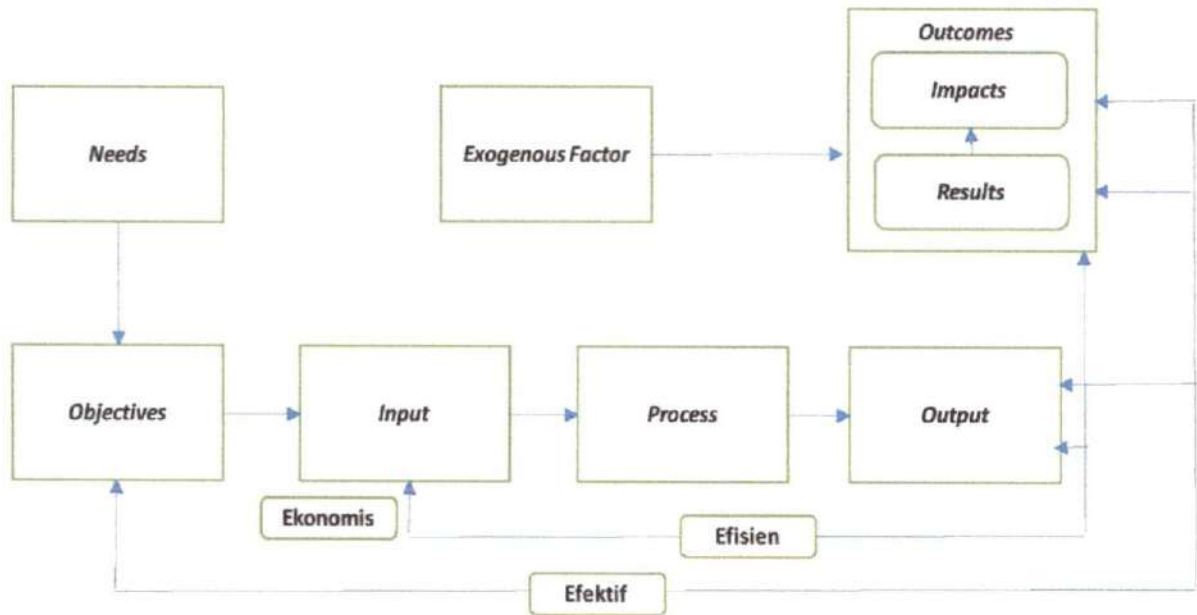 Outcomes
Impacts
Needs
Exogenous Factor
Results
Objectives
Input
Process
Output
Ekonomis
Efisien
Efektif